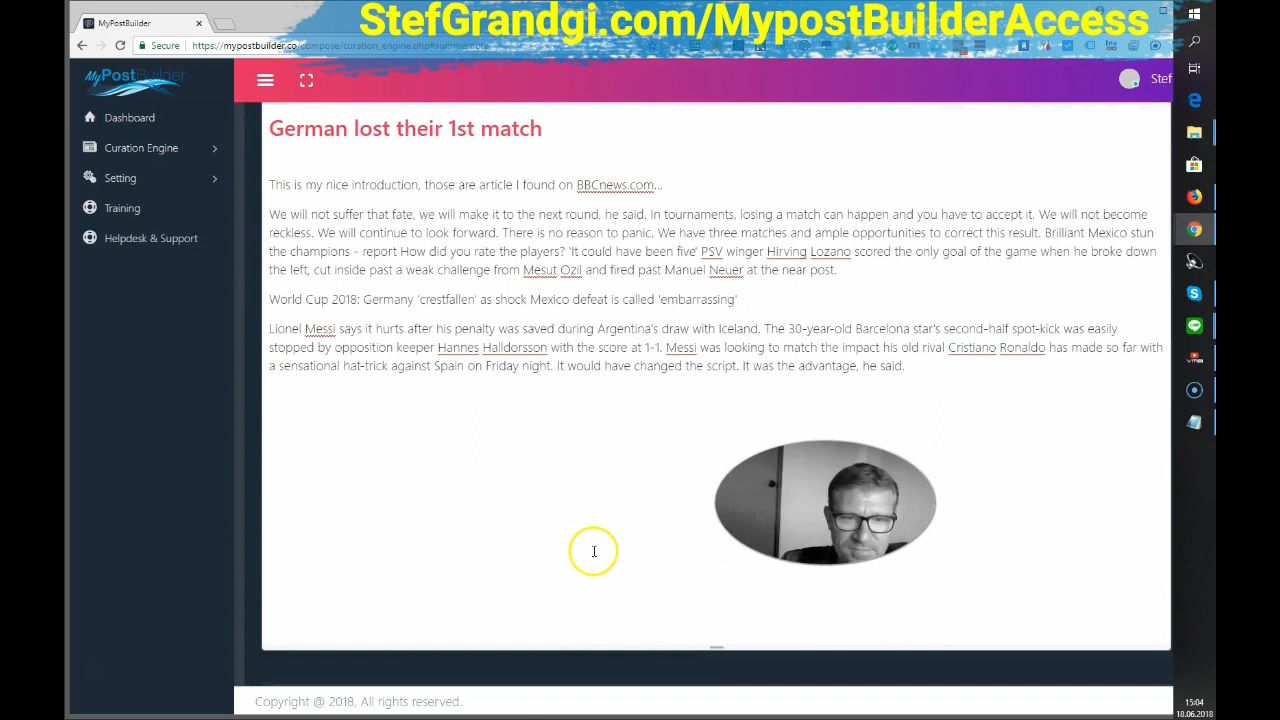 StefGrandgi.com/MypostBuilderAccess
MyPostBuilder
Secure
https://mypostbuilder.co/compose/curation_engine.php#summernote
MyPostBuilder
Stef
Dashboard
Curation Engine
Setting
Training
Helpdesk & Support
German lost their 1st match
This is my nice introduction, those are article I found on BBCnews.com...
We will not suffer that fate, we will make it to the next round, he said. In tournaments, losing a match can happen and you have to accept it. We will not become
reckless. We will continue to look forward. There is no reason to panic. We have three matches and ample opportunities to correct this result. Brilliant Mexico stun
the champions - report How did you rate the players? 'It could have been five' PSV winger Hirving Lozano scored the only goal of the game when he broke down
the left, cut inside past a weak challenge from Mesut Ozil and fired past Manuel Neuer at the near post.
World Cup 2018: Germany 'crestfallen' as shock Mexico defeat is called 'embarrassing'
Lionel Messi says it hurts after his penalty was saved during Argentina's draw with Iceland. The 30-year-old Barcelona star's second-half spot-kick was easily
stopped by opposition keeper Hannes Halldorsson with the score at 1-1. Messi was looking to match the impact his old rival Cristiano Ronaldo has made so far with
a sensational hat-trick against Spain on Friday night. It would have changed the script. It was the advantage, he said.
Copyright @ 2018, All rights reserved.
15:04
18.06.2018